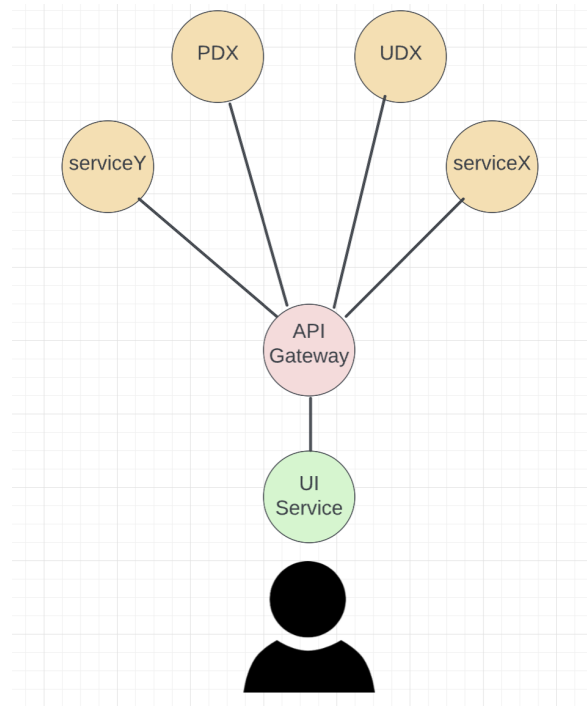 PDX
UDX
serviceY
serviceX
API
Gateway
UI
Service